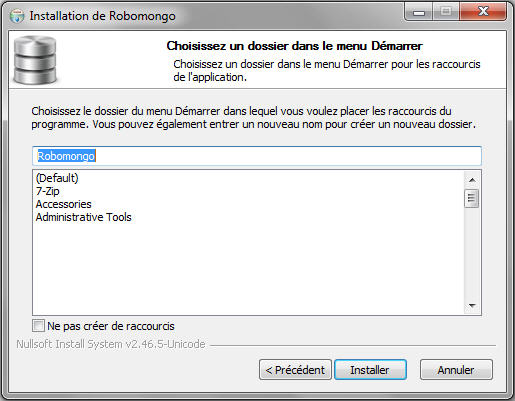 Installation de Robomongo
Choisissez un dossier dans le menu Démarrer
Choisissez un dossier dans le menu Démarrer pour les raccourcis
de l'application.
Choisissez le dossier du menu Démarrer dans lequel vous voulez placer les raccourcis du
programme. Vous pouvez également entrer un nouveau nom pour créer un nouveau dossier.
Robomongo
(Default)
7-Zip
Accessories
Administrative Tools
Ne pas créer de raccourcis
Nullsoft Install System v2.46.5-Unicode
< Précédent
Installer
Annuler